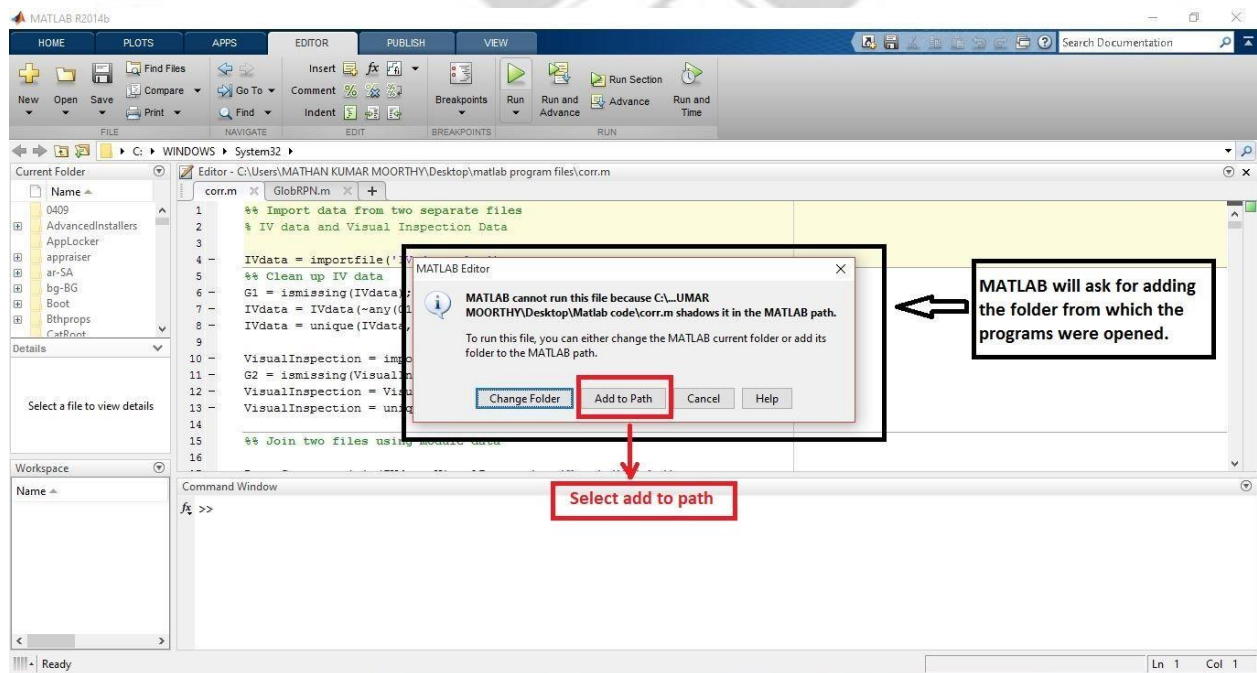 MATLAB R2014b
HOME PLOTS APPS EDITOR PUBLISH VIEW
Search Documentation
New Open Save
Find Files
Compare
Print
Go To
Find
Insert fx
Comment
Indent
Breakpoints
Run
Run and Advance
Run Section
Advance
Run and Time
FILE NAVIGATE EDIT BREAKPOINTS RUN
C: WINDOWS System32
Current Folder
Name
0409
AdvancedInstallers
AppLocker
appraiser
ar-SA
bg-BG
Boot
Bthprops
CatRoot
Details
Select a file to view details
Workspace
Name
Editor - C:\Users\MATHAN KUMAR MOORTHY\Desktop\matlab program files\corr.m
corr.m GlobRPN.m +
1 %% Import data from two separate files
2 % IV data and Visual Inspection Data
3
4 - IVdata = importfile('
5 %% Clean up IV data
6 - G1 = ismissing(IVdata);
7 - IVdata = IVdata(~any(
8 - IVdata = unique(IVdata,
9
10 - VisualInspection = impo
11 - G2 = ismissing(VisualIn
12 - VisualInspection = Visu
13 - VisualInspection = uniq
14
15 %% Join two files using module data
16
MATLAB Editor
MATLAB cannot run this file because C:\...UMAR
MOORTHY\Desktop\Matlab code\corr.m shadows it in the MATLAB path.
To run this file, you can either change the MATLAB current folder or add its
folder to the MATLAB path.
Change Folder Add to Path Cancel Help
MATLAB will ask for adding
the folder from which the
programs were opened.
Select add to path
Command Window
fx >>
Ready
Ln 1 Col 1